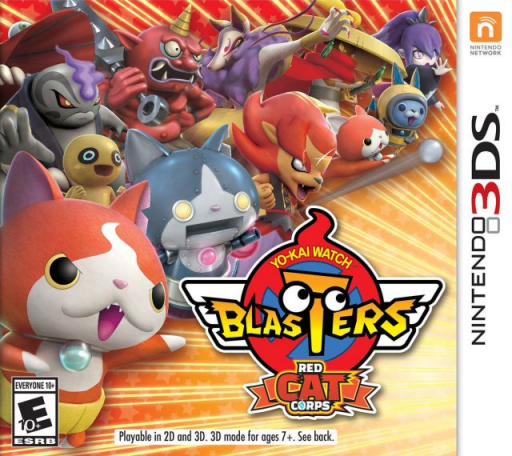 NINTENDO
NETWORK
NINTENDO 3DS™
YO-KAI WATCH
BLASTERS
RED
CAT
CORPS
EVERYONE 10+
E
10+
ESRB
Playable in 2D and 3D. 3D mode for ages 7+. See back.